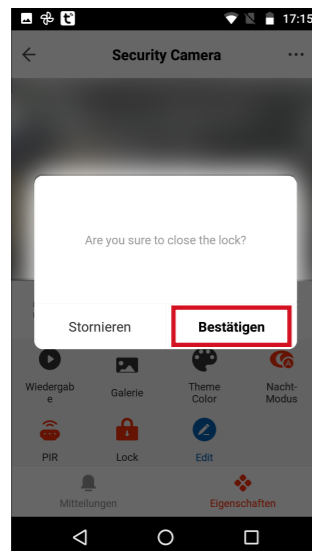 17:15
Security Camera
Are you sure to close the lock?
Stornieren Bestätigen
Wiedergab
e
Galerie
Theme
Color
Nacht-
Modus
PIR Lock Edit
Mitteilungen Eigenschaften